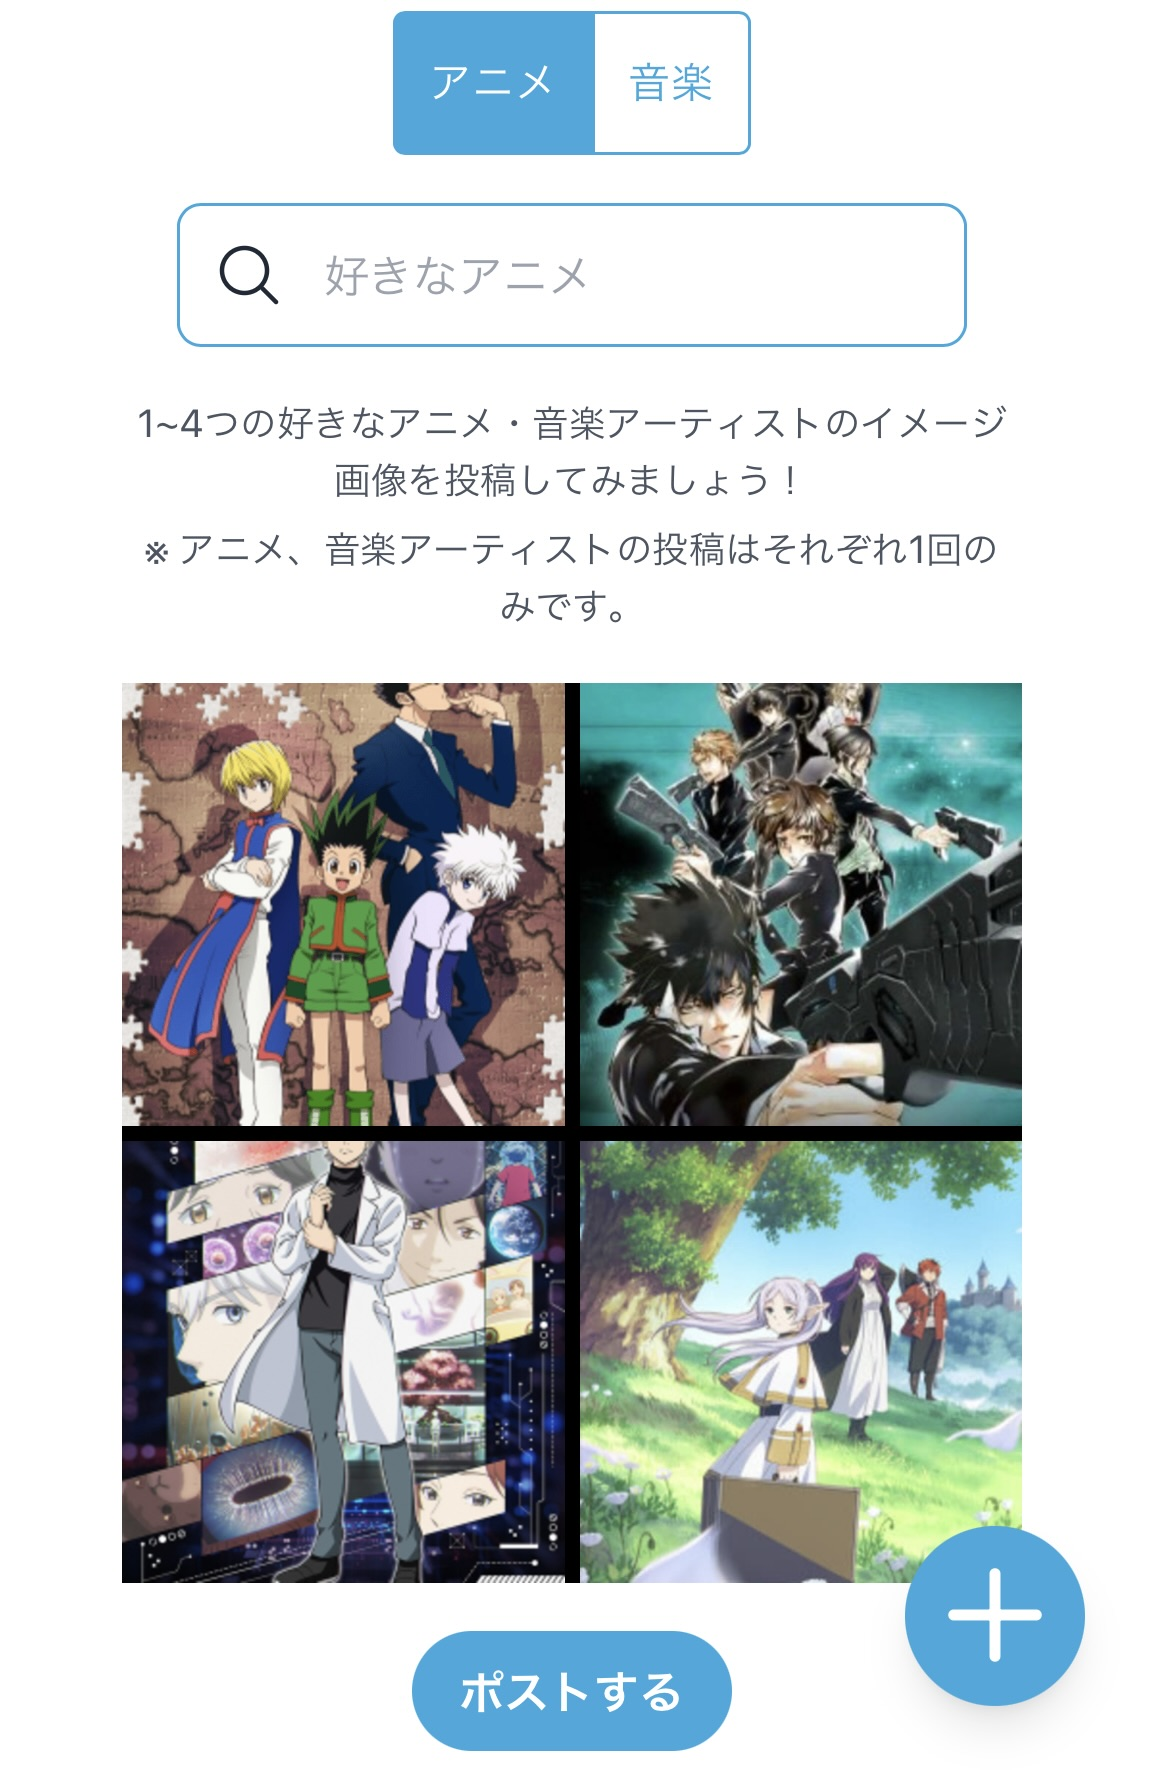 アニメ
音楽
好きなアニメ
1~4つの好きなアニメ・音楽アーティストのイメージ
画像を投稿してみましょう！
※ アニメ、音楽アーティストの投稿はそれぞれ1回の
みです。
ポストする